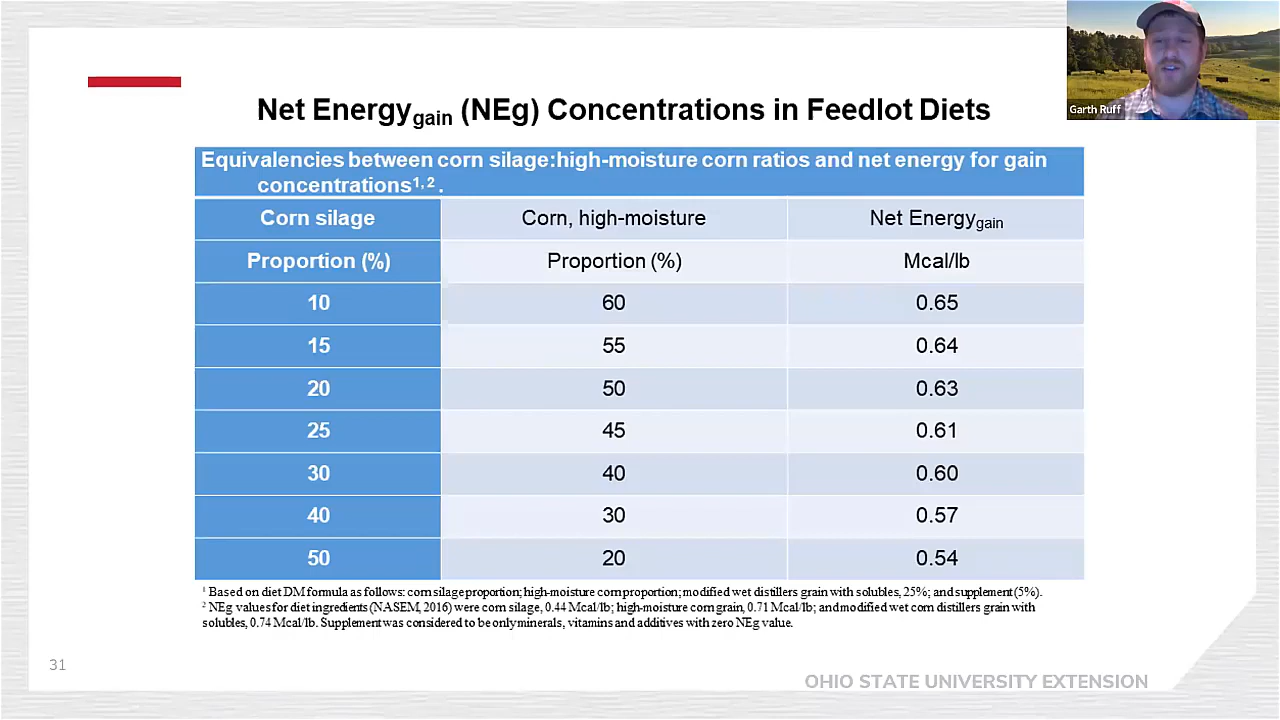 Garth Ruff
Net Energygain (NEg) Concentrations in Feedlot Diets
Equivalencies between corn silage:high-moisture corn ratios and net energy for gain
concentrations1,2 .
Corn silage Corn, high-moisture Net Energygain
Proportion (%) Proportion (%) Mcal/lb
10 60 0.65
15 55 0.64
20 50 0.63
25 45 0.61
30 40 0.60
40 30 0.57
50 20 0.54
1 Based on diet DM formula as follows: corn silage proportion; high-moisture corn proportion; modified wet distillers grain with solubles, 25%; and supplement (5%).
2 NEg values for diet ingredients (NASEM, 2016) were corn silage, 0.44 Mcal/lb; high-moisture corn grain, 0.71 Mcal/lb; and modified wet corn distillers grain with
solubles, 0.74 Mcal/lb. Supplement was considered to be only minerals, vitamins and additives with zero NEg value.
31
OHIO STATE UNIVERSITY EXTENSION